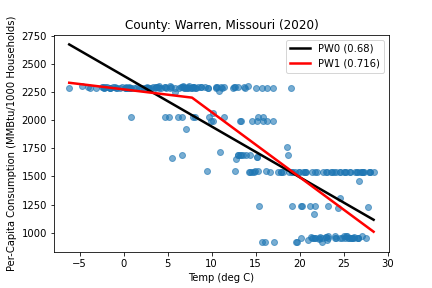 County: Warren, Missouri (2020)
Per-Capita Consumption (MMBtu/1000 Households)
2750
2500
2250
2000
1750
1500
1250
1000
PW0 (0.68)
PW1 (0.716)
−5 0 5 10 15 20 25 30
Temp (deg C)